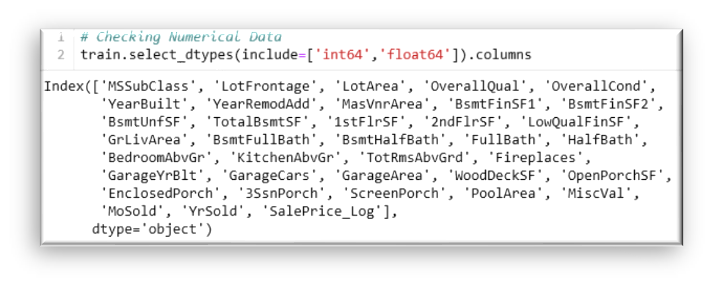 1 # Checking Numerical Data
2 train.select_dtypes(include=['int64','float64']).columns
Index(['MSSubClass', 'LotFrontage', 'LotArea', 'OverallQual', 'OverallCond',
'YearBuilt', 'YearRemodAdd', 'MasVnrArea', 'BsmtFinSF1', 'BsmtFinSF2',
'BsmtUnfSF', 'TotalBsmtSF', '1stFlrSF', '2ndFlrSF', 'LowQualFinSF',
'GrLivArea', 'BsmtFullBath', 'BsmtHalfBath', 'FullBath', 'HalfBath',
'BedroomAbvGr', 'KitchenAbvGr', 'TotRmsAbvGrd', 'Fireplaces',
'GarageYrBlt', 'GarageCars', 'GarageArea', 'WoodDeckSF', 'OpenPorchSF',
'EnclosedPorch', '3SsnPorch', 'ScreenPorch', 'PoolArea', 'MiscVal',
'MoSold', 'YrSold', 'SalePrice_Log'],
dtype='object')